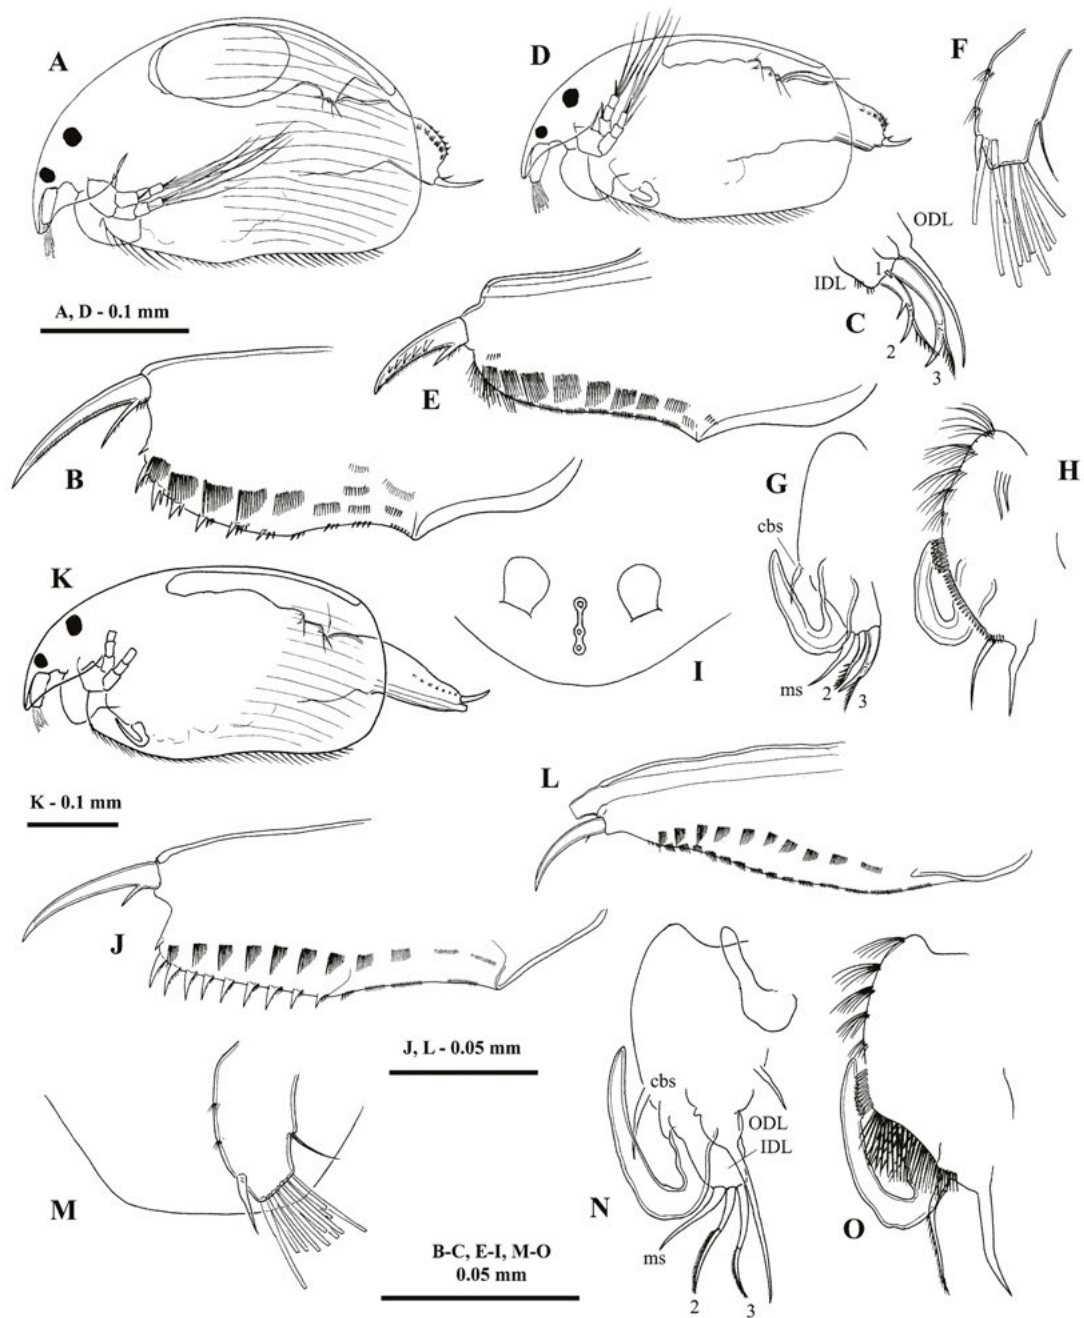 A
D
F
ODL
1
IDL
C
2
3
A, D - 0.1 mm
E
B
G
H
cbs
K
I
ms
2
3
L
K - 0.1 mm
J
J, L - 0.05 mm
cbs
ODL
IDL
M
N
O
ms
B-C, E-I, M-O
0.05 mm
2
3